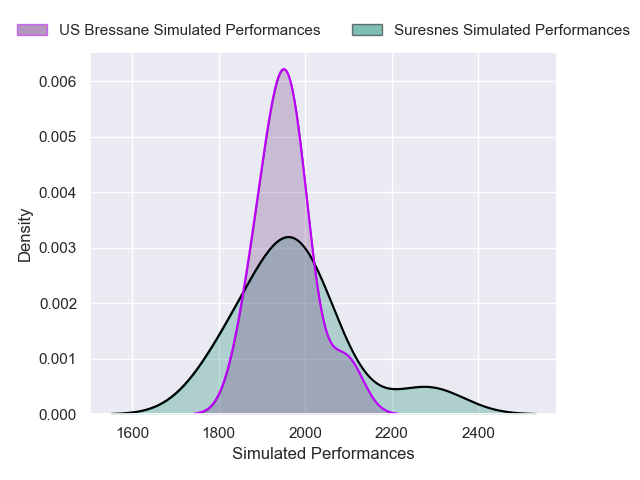 US Bressane Simulated Performances
Suresnes Simulated Performances
0.006
0.005
0.004
0.003
0.002
0.001
0.000
Density
1600 1800 2000 2200 2400
Simulated Performances